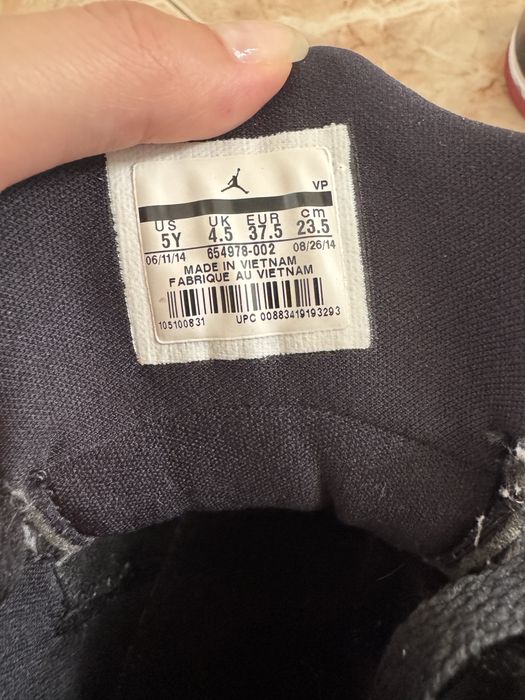 VP
US UK EUR cm
5Y 4.5 37.5 23.5
06/11/14 654978-002 08/26/14
MADE IN VIETNAM
FABRIQUE AU VIETNAM
105100831 UPC 00883419193293